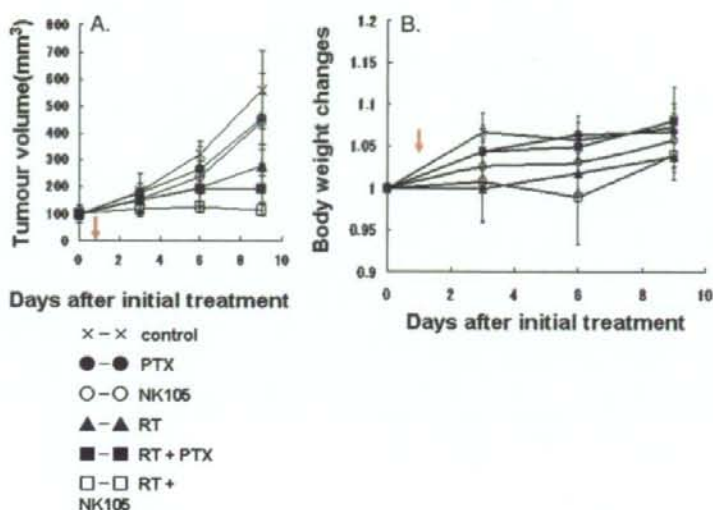 A.
Tumour volume(mm³)
800
700
600
500
400
300
200
100
0
0 2 4 6 8 10
Days after initial treatment
B.
Body weight changes
1.2
1.15
1.1
1.05
1
0.95
0.9
0 2 4 6 8 10
Days after initial treatment
×-× control
●-● PTX
○-○ NK105
▲-▲ RT
■-■ RT + PTX
□-□ RT +
NK105